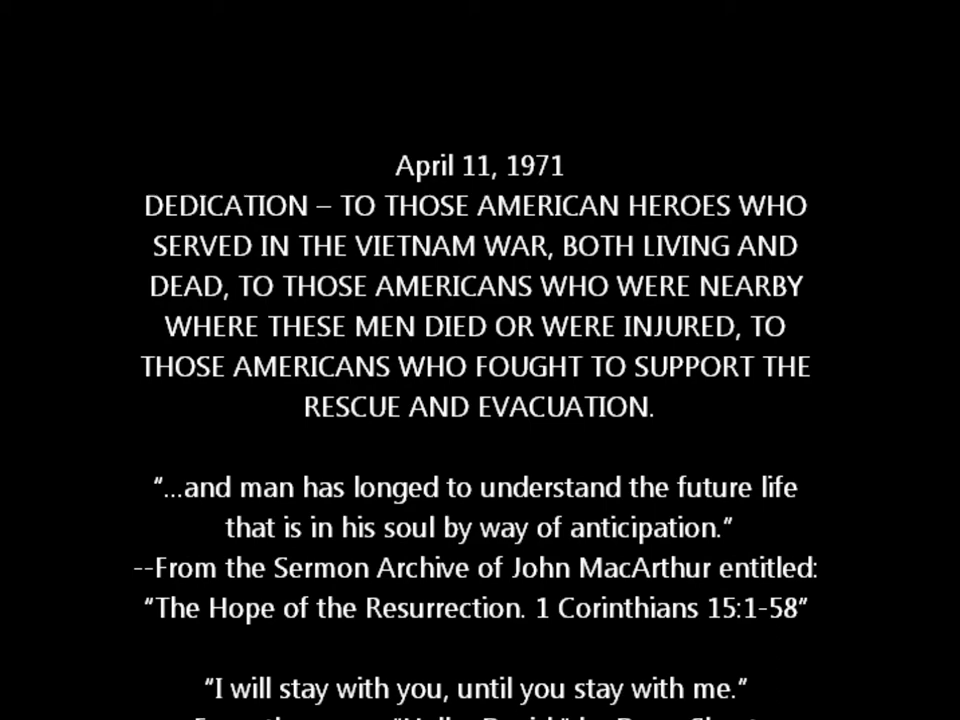 April 11, 1971
DEDICATION – TO THOSE AMERICAN HEROES WHO
SERVED IN THE VIETNAM WAR, BOTH LIVING AND
DEAD, TO THOSE AMERICANS WHO WERE NEARBY
WHERE THESE MEN DIED OR WERE INJURED, TO
THOSE AMERICANS WHO FOUGHT TO SUPPORT THE
RESCUE AND EVACUATION.
“...and man has longed to understand the future life
that is in his soul by way of anticipation.”
--From the Sermon Archive of John MacArthur entitled:
“The Hope of the Resurrection. 1 Corinthians 15:1-58”
“I will stay with you, until you stay with me.”